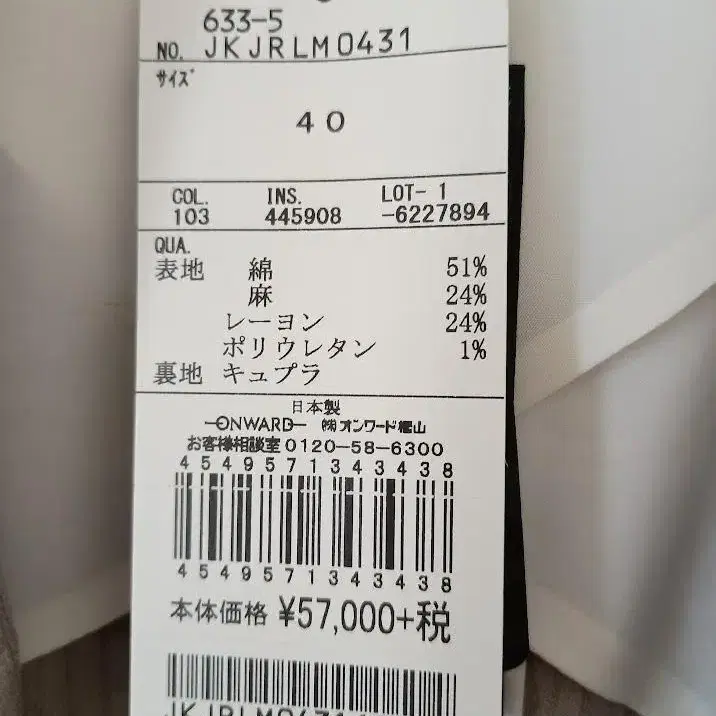 633-5
NO. JKJRLM0431
ｻｲｽﾞ
40
COL. INS. LOT- 1
103 445908 -6227894
QUA.
表地 綿 51%
麻 24%
レーヨン 24%
ポリウレタン 1%
裏地 キュプラ
日本製
ONWARD ㈱オンワード樫山
お客様相談室 0120-58-6300
4549571343438
4549571343438
本体価格 ¥57,000+税